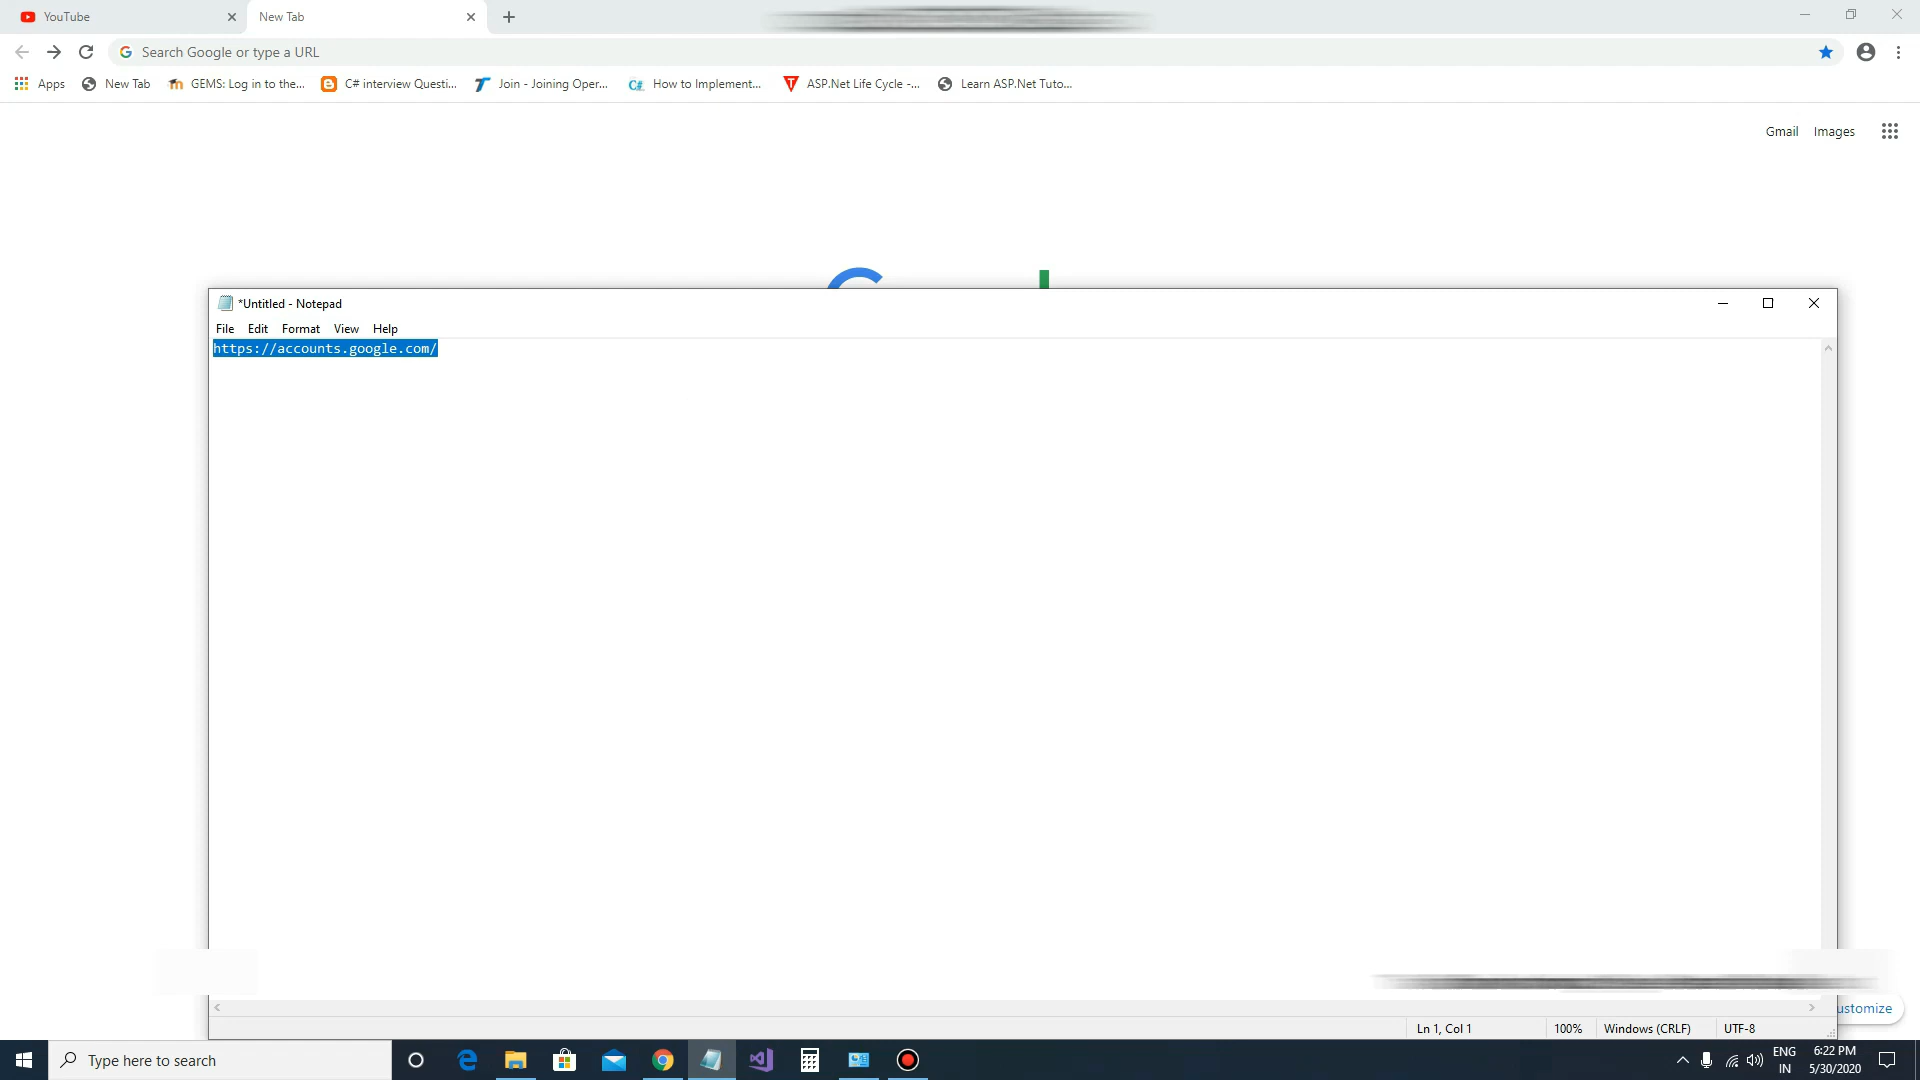 YouTube
New Tab
Search Google or type a URL
Apps
New Tab
GEMS: Log in to the...
C# interview Questi...
Join - Joining Oper...
How to Implement...
ASP.Net Life Cycle -...
Learn ASP.Net Tuto...
Gmail
Images
*Untitled - Notepad
File Edit Format View Help
https://accounts.google.com/
ustomize
Ln 1, Col 1
100%
Windows (CRLF)
UTF-8
Type here to search
ENG
IN
6:22 PM
5/30/2020